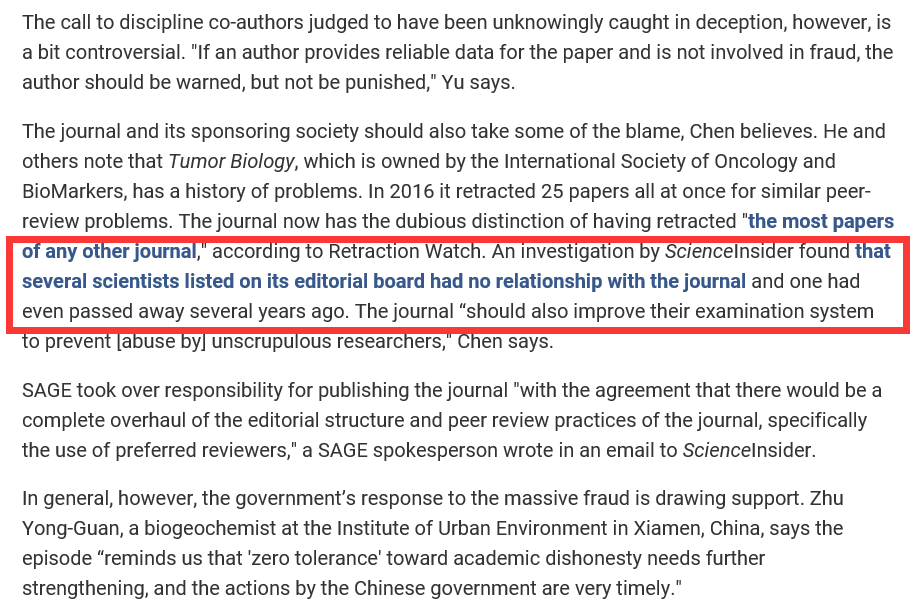 The call to discipline co-authors judged to have been unknowingly caught in deception, however, is
a bit controversial. "If an author provides reliable data for the paper and is not involved in fraud, the
author should be warned, but not be punished," Yu says.
The journal and its sponsoring society should also take some of the blame, Chen believes. He and
others note that Tumor Biology, which is owned by the International Society of Oncology and
BioMarkers, has a history of problems. In 2016 it retracted 25 papers all at once for similar peer-
review problems. The journal now has the dubious distinction of having retracted "the most papers
of any other journal," according to Retraction Watch. An investigation by ScienceInsider found that
several scientists listed on its editorial board had no relationship with the journal and one had
even passed away several years ago. The journal “should also improve their examination system
to prevent [abuse by] unscrupulous researchers," Chen says.
SAGE took over responsibility for publishing the journal "with the agreement that there would be a
complete overhaul of the editorial structure and peer review practices of the journal, specifically
the use of preferred reviewers," a SAGE spokesperson wrote in an email to ScienceInsider.
In general, however, the government’s response to the massive fraud is drawing support. Zhu
Yong-Guan, a biogeochemist at the Institute of Urban Environment in Xiamen, China, says the
episode “reminds us that 'zero tolerance' toward academic dishonesty needs further
strengthening, and the actions by the Chinese government are very timely."